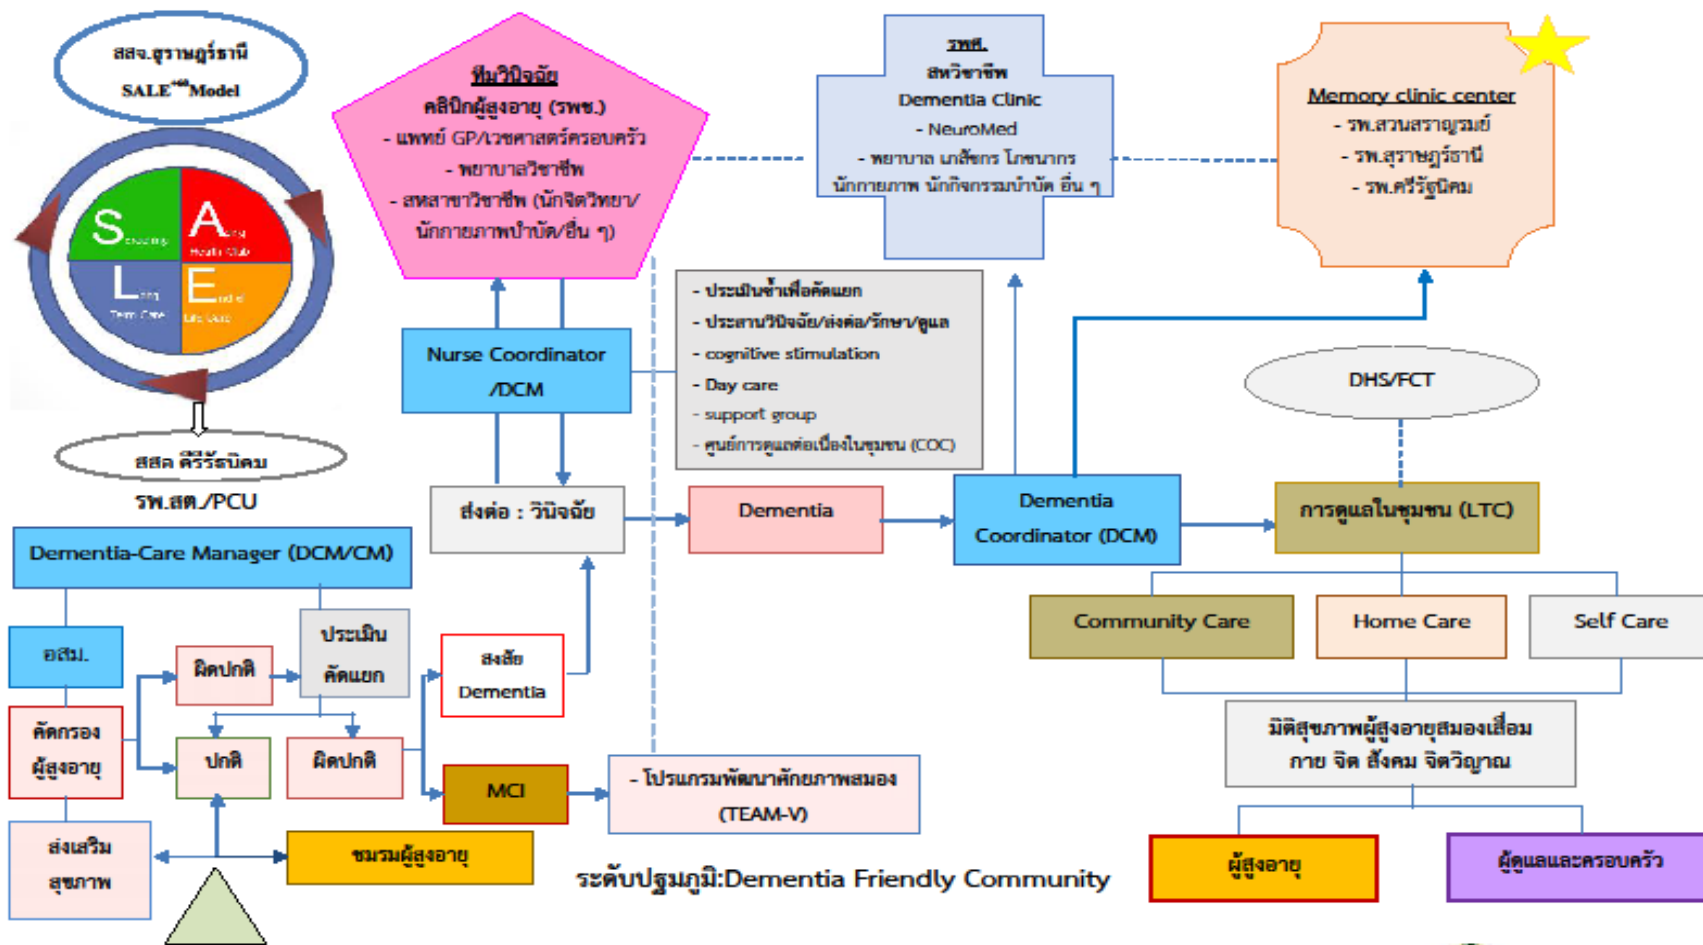 สสจ.สุราษฎร์ธานี
SALE+60Model
Screening
Aging
Health Club
Long
Term Care
End of
Life Care
สสอ คีรีรัฐนิคม
รพ.สต./PCU
ทีมวินิจฉัย
คลินิกผู้สูงอายุ (รพช.)
- แพทย์ GP/เวชศาสตร์ครอบครัว
- พยาบาลวิชาชีพ
- สหสาขาวิชาชีพ (นักจิตวิทยา/
นักกายภาพบำบัด/อื่น ๆ)
รพศ.
สหวิชาชีพ
Dementia Clinic
- NeuroMed
- พยาบาล เภสัชกร โภชนากร
นักกายภาพ นักกิจกรรมบำบัด อื่น ๆ
Memory clinic center
- รพ.สวนสราญรมย์
- รพ.สุราษฎร์ธานี
- รพ.ศรีรัฐนิคม
Nurse Coordinator
/DCM
- ประเมินซ้ำเพื่อคัดแยก
- ประสานวินิจฉัย/ส่งต่อ/รักษา/ดูแล
- cognitive stimulation
- Day care
- support group
- ศูนย์การดูแลต่อเนื่องในชุมชน (COC)
DHS/FCT
ส่งต่อ : วินิจฉัย
Dementia
Dementia
Coordinator (DCM)
การดูแลในชุมชน (LTC)
Dementia-Care Manager (DCM/CM)
อสม.
ผิดปกติ
ประเมิน
คัดแยก
สงสัย
Dementia
Community Care
Home Care
Self Care
คัดกรอง
ผู้สูงอายุ
ปกติ
ผิดปกติ
MCI
- โปรแกรมพัฒนาศักยภาพสมอง
(TEAM-V)
มิติสุขภาพผู้สูงอายุสมองเสื่อม
กาย จิต สังคม จิตวิญาณ
ส่งเสริม
สุขภาพ
ชมรมผู้สูงอายุ
ระดับปฐมภูมิ:Dementia Friendly Community
ผู้สูงอายุ
ผู้ดูแลและครอบครัว